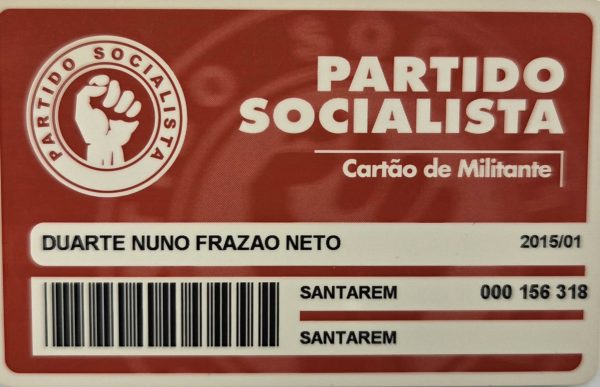 PARTIDO SOCIALISTA
PARTIDO
SOCIALISTA
Cartão de Militante
DUARTE NUNO FRAZAO NETO 2015/01
SANTAREM 000 156 318
SANTAREM